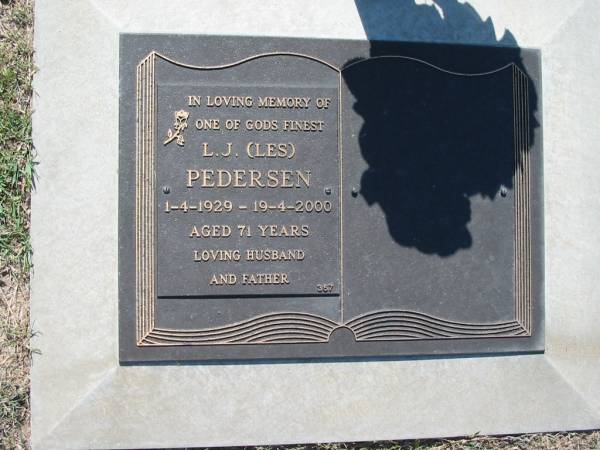 IN LOVING MEMORY OF
ONE OF GODS FINEST
L.J. (LES)
PEDERSEN
1-4-1929 - 19-4-2000
AGED 71 YEARS
LOVING HUSBAND
AND FATHER
367